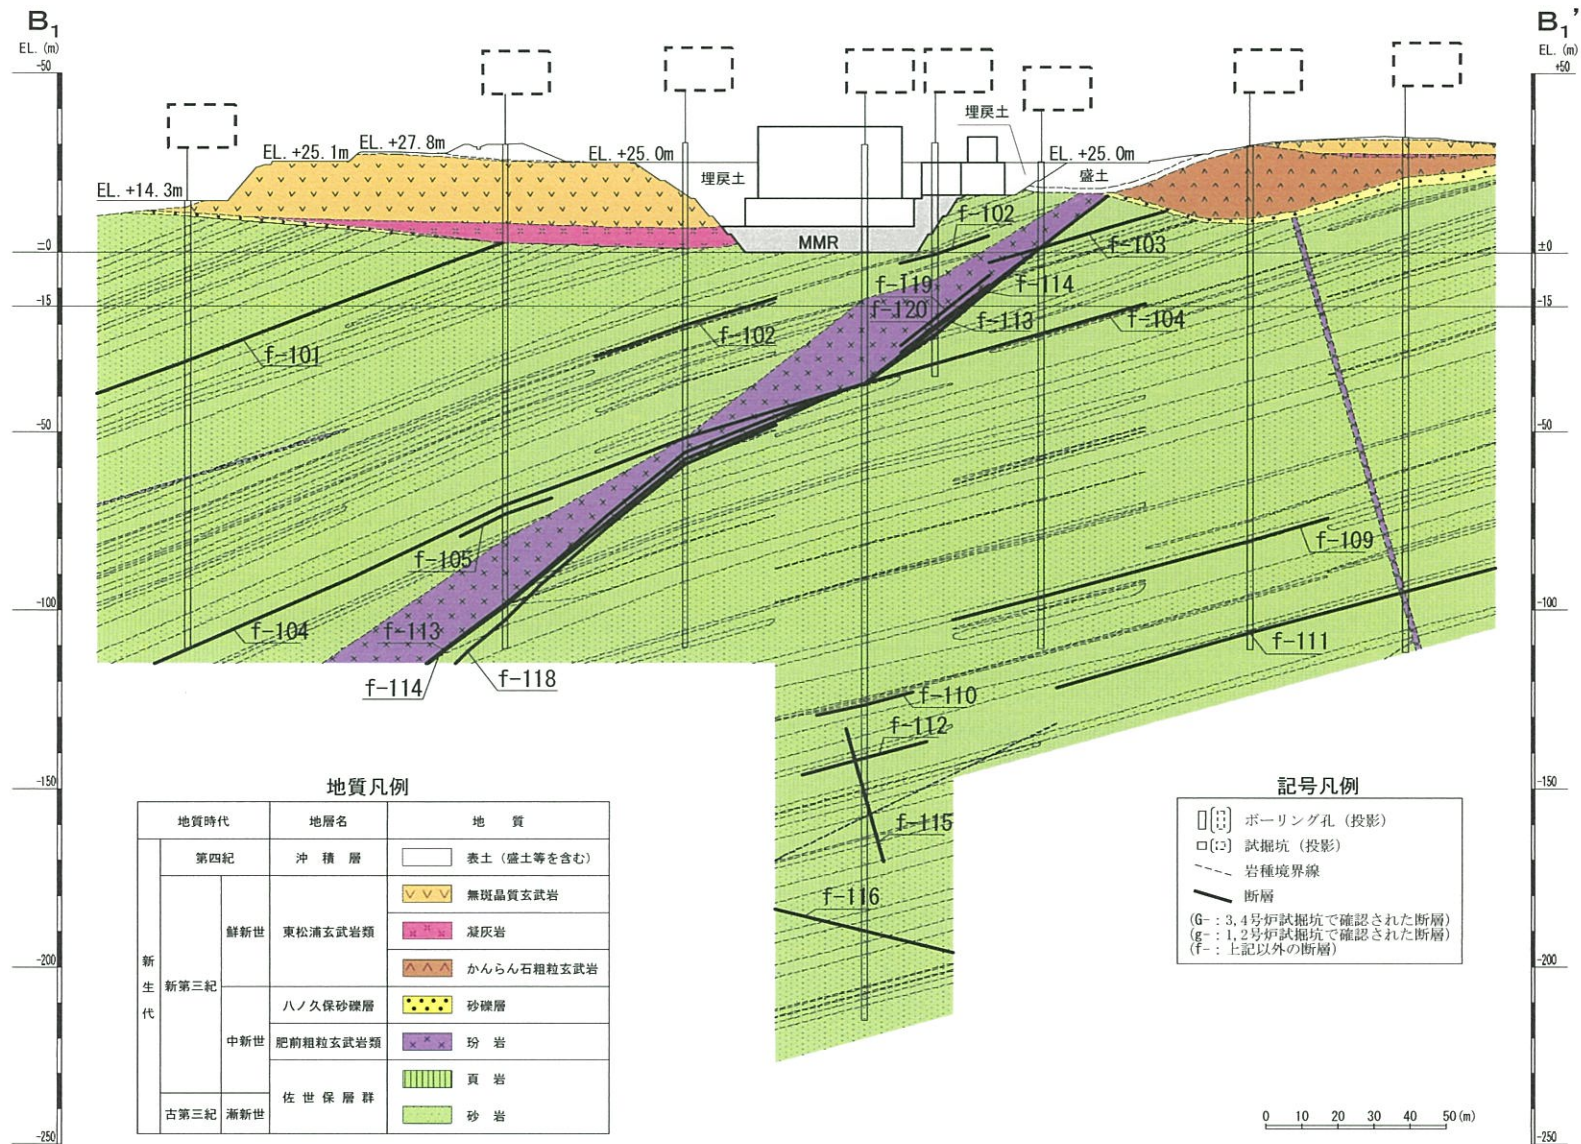 B₁
EL. (m)
-50
B₁'
EL. (m)
+50
埋戻土
EL. +27.8m
EL. +25.1m
EL. +25.0m
EL. +25.0m
埋戻土
盛土
EL. +14.3m
MMR
f-102
f-103
±0
±0
f-119
f-114
f-120
f-113
f-104
-15
-15
f-101
f-102
-50
-50
f-109
f-105
-100
-100
f-104
f-113
f-111
f-114
f-118
f-110
f-112
-150
-150
f-115
f-116
-200
-200
-250
-250
地質凡例
地質時代
地層名
地 質
新生代
第四紀
沖積層
表土（盛土等を含む）
新第三紀
鮮新世
東松浦玄武岩類
無斑晶質玄武岩
凝灰岩
かんらん石粗粒玄武岩
中新世
八ノ久保砂礫層
砂礫層
肥前粗粒玄武岩類
玢 岩
佐世保層群
頁 岩
古第三紀
漸新世
砂 岩
記号凡例
ボーリング孔（投影）
試掘坑（投影）
岩種境界線
断層
(G-：3,4号炉試掘坑で確認された断層)
(g-：1,2号炉試掘坑で確認された断層)
(f-：上記以外の断層)
0 10 20 30 40 50(m)